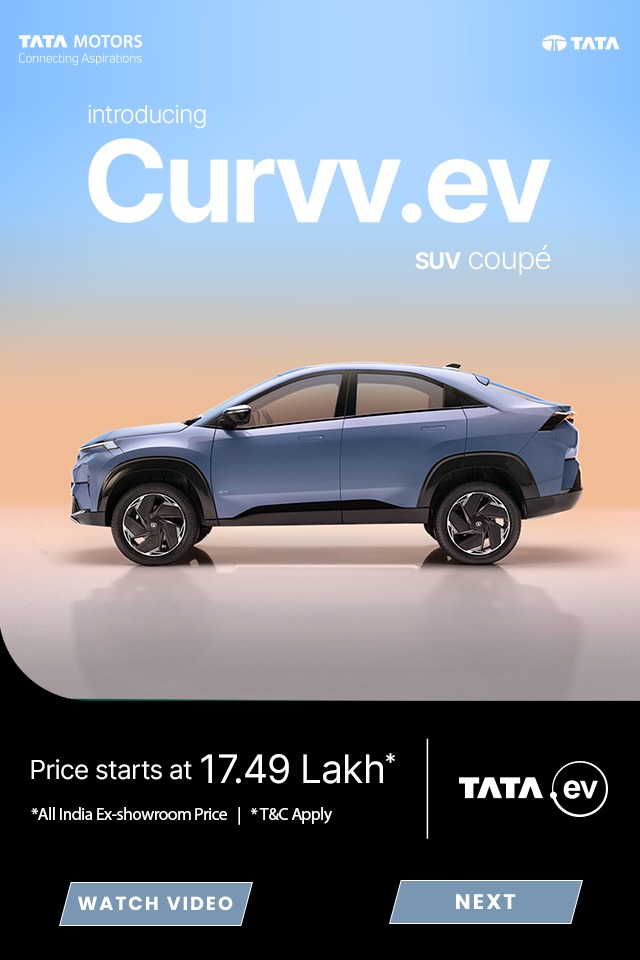 TATA MOTORS
Connecting Aspirations
TATA
introducing
Curvv.ev
SUV coupé
Price starts at 17.49 Lakh*
*All India Ex-showroom Price | *T&C Apply
TATA.ev
WATCH VIDEO
NEXT